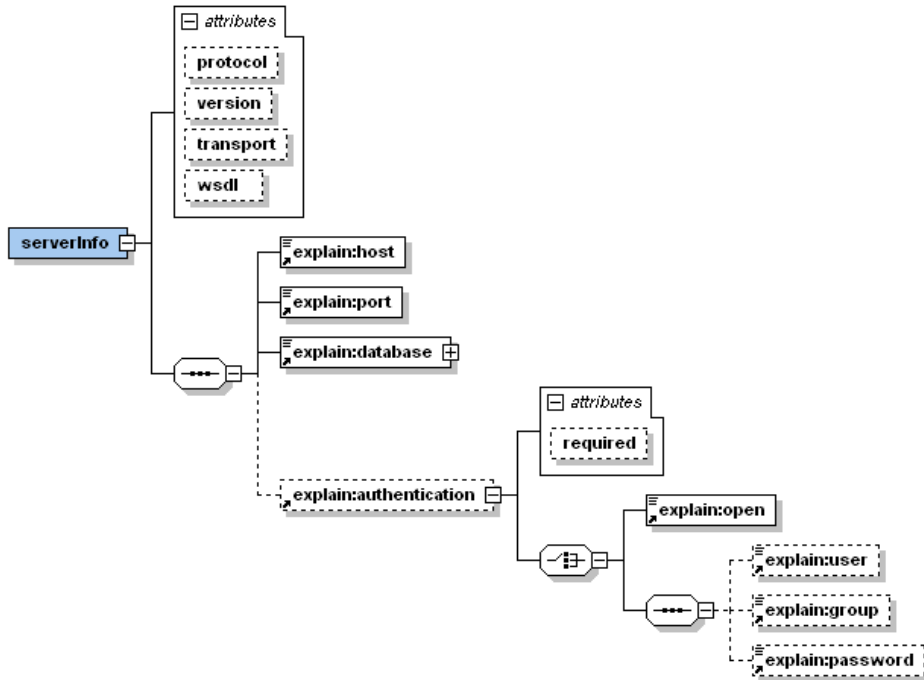 attributes
protocol
version
transport
wsdl
serverInfo
explain:host
explain:port
explain:database
attributes
required
explain:authentication
explain:open
explain:user
explain:group
explain:password